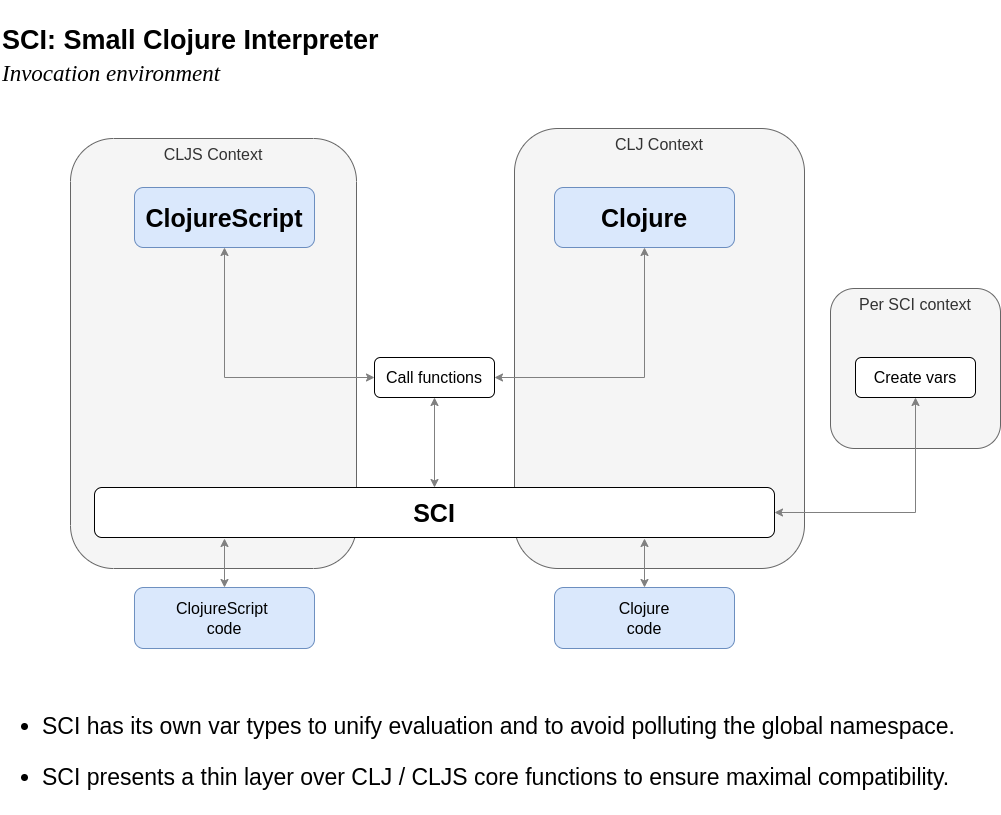 SCI: Small Clojure Interpreter
Invocation environment
CLJS Context
CLJ Context
ClojureScript
Clojure
Per SCI context
Call functions
Create vars
SCI
ClojureScript
code
Clojure
code
• SCI has its own var types to unify evaluation and to avoid polluting the global namespace.
• SCI presents a thin layer over CLJ / CLJS core functions to ensure maximal compatibility.